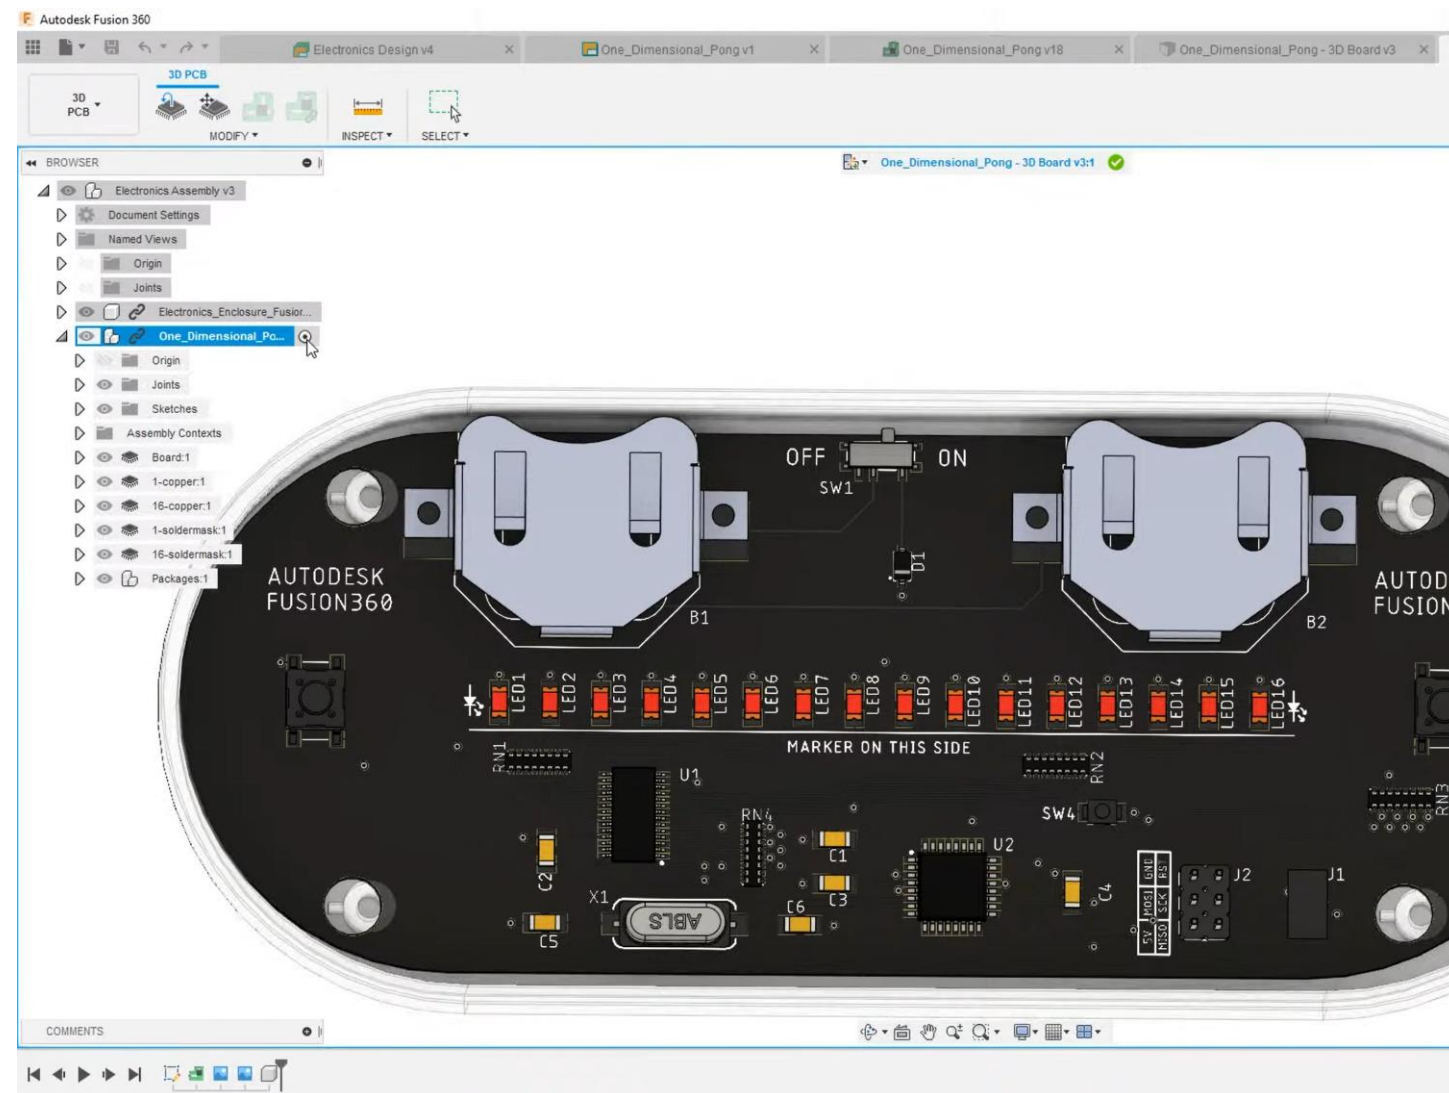 Autodesk Fusion 360
Electronics Design v4
One_Dimensional_Pong v1
One_Dimensional_Pong v18
One_Dimensional_Pong - 3D Board v3
3D PCB
3D
PCB
MODIFY
INSPECT
SELECT
BROWSER
One_Dimensional_Pong - 3D Board v3:1
Electronics Assembly v3
Document Settings
Named Views
Origin
Joints
Electronics_Enclosure_Fusior...
One_Dimensional_Po...
Origin
Joints
Sketches
Assembly Contexts
Board:1
1-copper:1
16-copper:1
1-soldermask:1
16-soldermask:1
Packages:1
OFF
ON
SW1
D1
AUTODESK
FUSION360
B1
B2
AUTOD
FUSION
LED1
LED2
LED3
LED4
LED5
LED6
LED7
LED8
LED9
LED10
LED11
LED12
LED13
LED14
LED15
LED16
MARKER ON THIS SIDE
RN1
RN2
U1
RN3
RN4
SW4
U2
C1
C2
C3
C4
X1
ABLS
C5
C6
GND
RST
MOSI
SCK
5V
MISO
J2
J1
COMMENTS